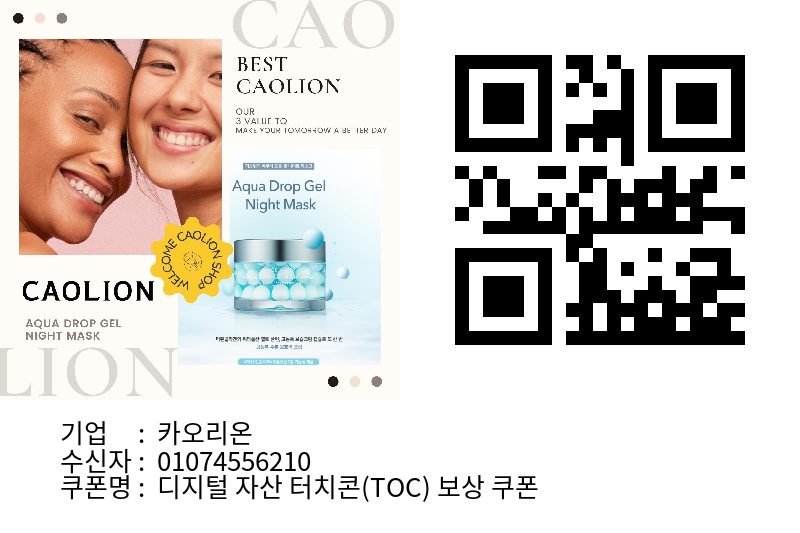 CAO
BEST
CAOLION
OUR
3 VALUE TO
MAKE YOUR TOMORROW A BETTER DAY
Aqua Drop Gel
Night Mask
WELCOME CAOLION SHOP
CAOLION
AQUA DROP GEL
NIGHT MASK
LION
기업 : 카오리온
수신자 : 01074556210
쿠폰명 : 디지털 자산 터치콘(TOC) 보상 쿠폰